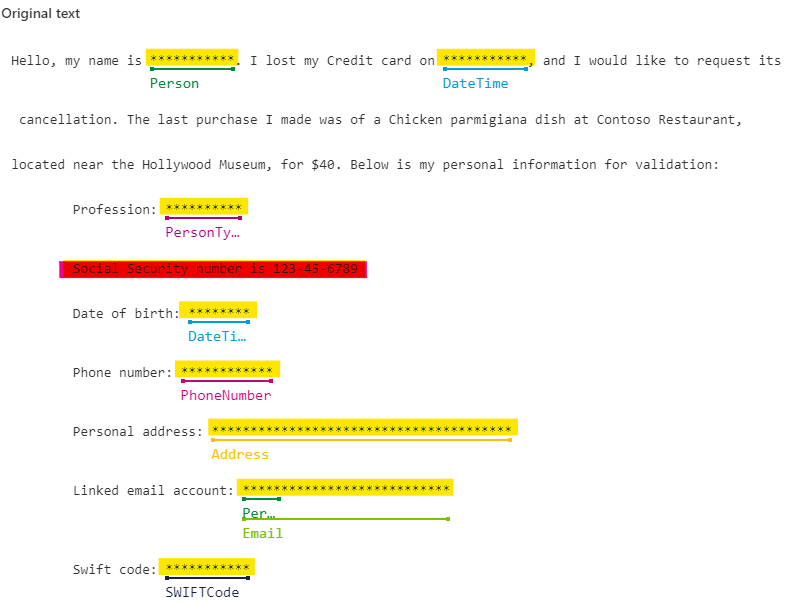 Original text
Hello, my name is ***********. I lost my Credit card on ***********, and I would like to request its
Person DateTime
cancellation. The last purchase I made was of a Chicken parmigiana dish at Contoso Restaurant,
located near the Hollywood Museum, for $40. Below is my personal information for validation:
Profession: **********
PersonTy…
Social Security number is 123-45-6789
Date of birth: ********
DateTi…
Phone number: ************
PhoneNumber
Personal address: ***************************************
Address
Linked email account: ***************************
Per…
Email
Swift code: ***********
SWIFTCode